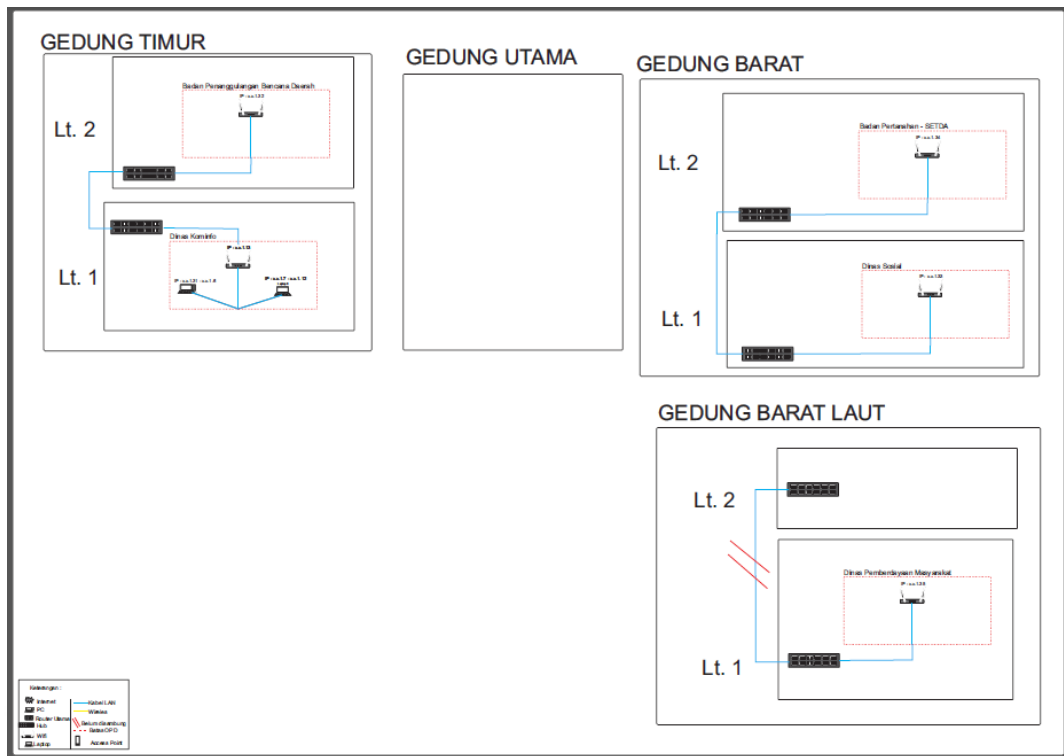 GEDUNG TIMUR
Lt. 2
Badan Penanggulangan Bencana Daerah
Lt. 1
Dinas Kominfo
GEDUNG UTAMA
GEDUNG BARAT
Lt. 2
Badan Pertanahan - SETDA
Lt. 1
Dinas Sosial
GEDUNG BARAT LAUT
Lt. 2
Lt. 1
Dinas Pemberdayaan Masyarakat
Keterangan :
Internet
PC
Router Utama
Hub
Wifi
Laptop
Kabel LAN
Wireless
Belum disambung
Batas OPD
Access Point